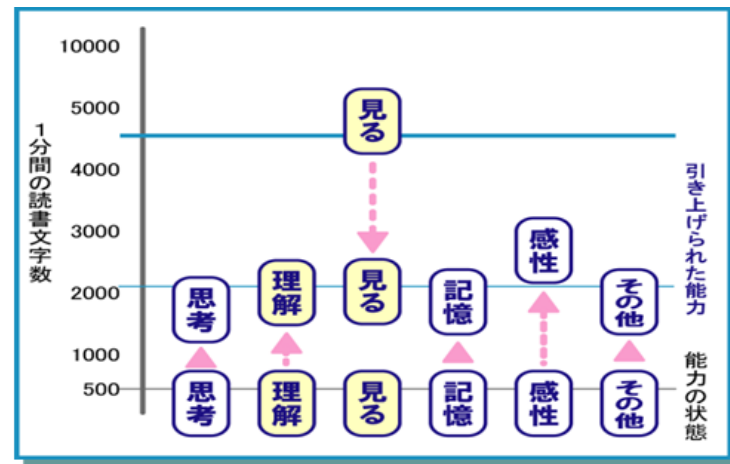 1分間の読書文字数
10000
5000
4000
3000
2000
1000
500
見る
思考
理解
見る
記憶
感性
その他
思考
理解
見る
記憶
感性
その他
引き上げられた能力
能力の状態